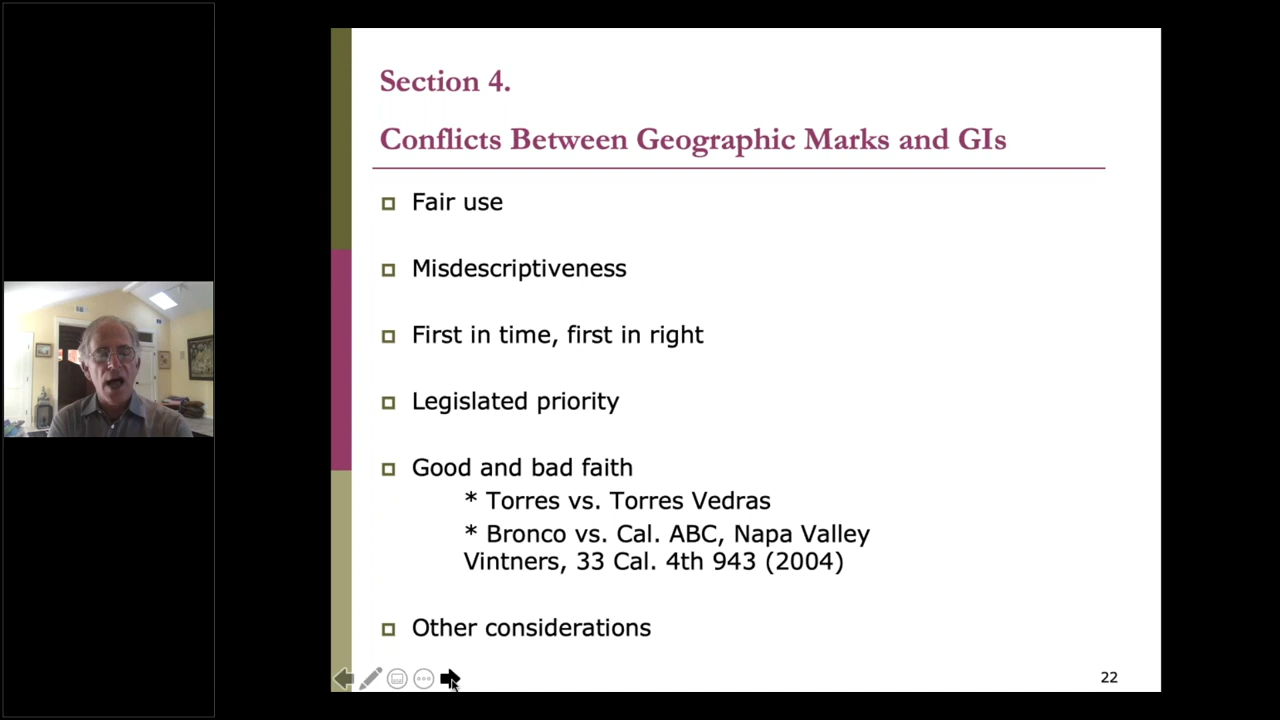 Section 4.
Conflicts Between Geographic Marks and GIs
Fair use
Misdescriptiveness
First in time, first in right
Legislated priority
Good and bad faith
* Torres vs. Torres Vedras
* Bronco vs. Cal. ABC, Napa Valley
Vintners, 33 Cal. 4th 943 (2004)
Other considerations
22